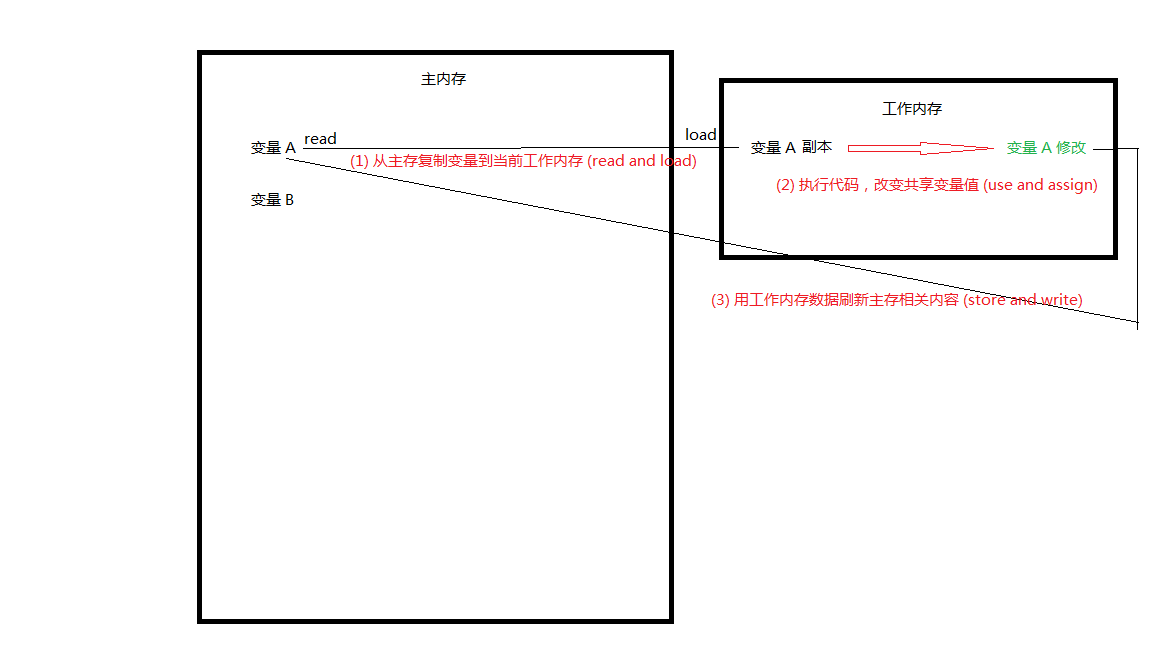 主内存
工作内存
变量 A
read
load
变量 A 副本
变量 A 修改
(1) 从主存复制变量到当前工作内存 (read and load)
(2) 执行代码，改变共享变量值 (use and assign)
变量 B
(3) 用工作内存数据刷新主存相关内容 (store and write)